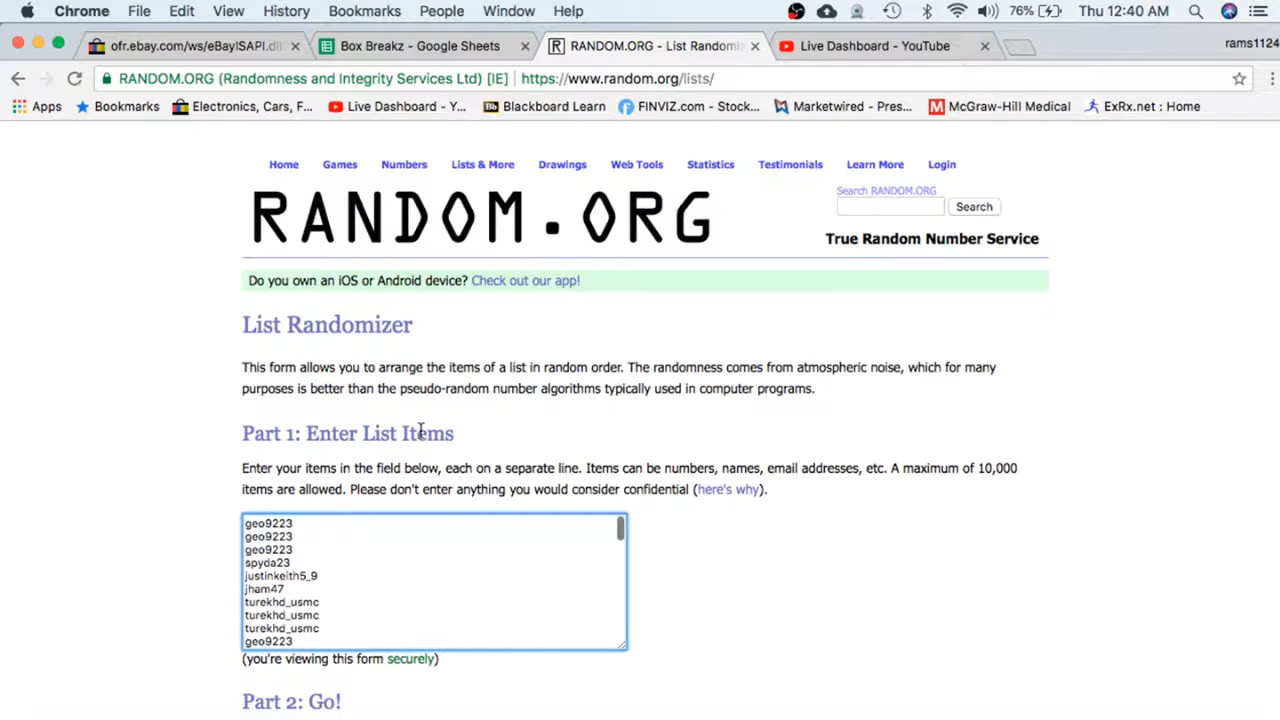 Chrome File Edit View History Bookmarks People Window Help 76% Thu 12:40 AM
ofr.ebay.com/ws/eBayISAPI.dll Box Breakz - Google Sheets RANDOM.ORG - List Randomiz Live Dashboard - YouTube rams1124
RANDOM.ORG (Randomness and Integrity Services Ltd) [IE] https://www.random.org/lists/
Apps Bookmarks Electronics, Cars, F... Live Dashboard - Y... Bb Blackboard Learn FINVIZ.com - Stock... Marketwired - Pres... M McGraw-Hill Medical ExRx.net : Home
Home Games Numbers Lists & More Drawings Web Tools Statistics Testimonials Learn More Login
Search RANDOM.ORG
RANDOM.ORG
Search
True Random Number Service
Do you own an iOS or Android device? Check out our app!
List Randomizer
This form allows you to arrange the items of a list in random order. The randomness comes from atmospheric noise, which for many
purposes is better than the pseudo-random number algorithms typically used in computer programs.
Part 1: Enter List Items
Enter your items in the field below, each on a separate line. Items can be numbers, names, email addresses, etc. A maximum of 10,000
items are allowed. Please don't enter anything you would consider confidential (here's why).
geo9223
geo9223
geo9223
spyda23
justinkeith5_9
jham47
turekhd_usmc
turekhd_usmc
turekhd_usmc
geo9223
(you're viewing this form securely)
Part 2: Go!